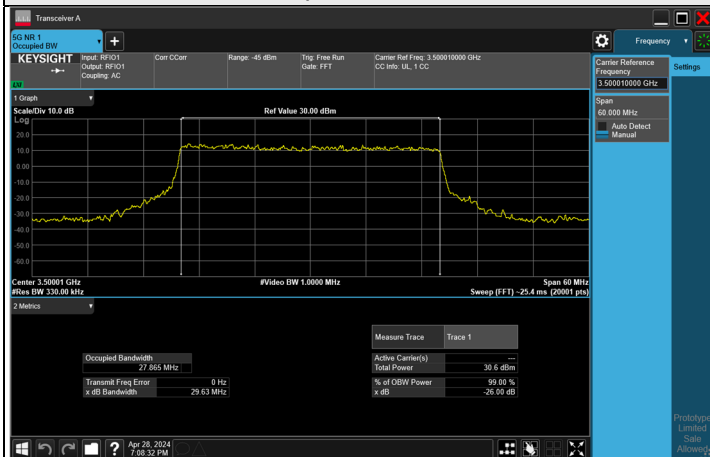 Transceiver A
5G NR 1
Occupied BW
Frequency
KEYSIGHT
Input: RFIO1
Output: RFIO1
Coupling: AC
Corr CCorr
Range: -45 dBm
Trig: Free Run
Gate: FFT
Carrier Ref Freq: 3.500010000 GHz
CC Info: UL, 1 CC
LXI
Carrier Reference
Frequency
3.500010000 GHz
Settings
Span
60.000 MHz
Auto Detect
Manual
1 Graph
Scale/Div 10.0 dB
Ref Value 30.00 dBm
Log
20.0
10.0
0.00
-10.0
-20.0
-30.0
-40.0
-50.0
-60.0
Center 3.50001 GHz
#Video BW 1.0000 MHz
Span 60 MHz
#Res BW 330.00 kHz
Sweep (FFT) ~25.4 ms (20001 pts)
2 Metrics
Measure Trace
Trace 1
Occupied Bandwidth
27.865 MHz
Active Carrier(s)
---
Total Power
30.6 dBm
Transmit Freq Error
0 Hz
x dB Bandwidth
29.63 MHz
% of OBW Power
99.00 %
x dB
-26.00 dB
Prototype
Limited
Sale
Allowed
Apr 28, 2024
7:08:32 PM